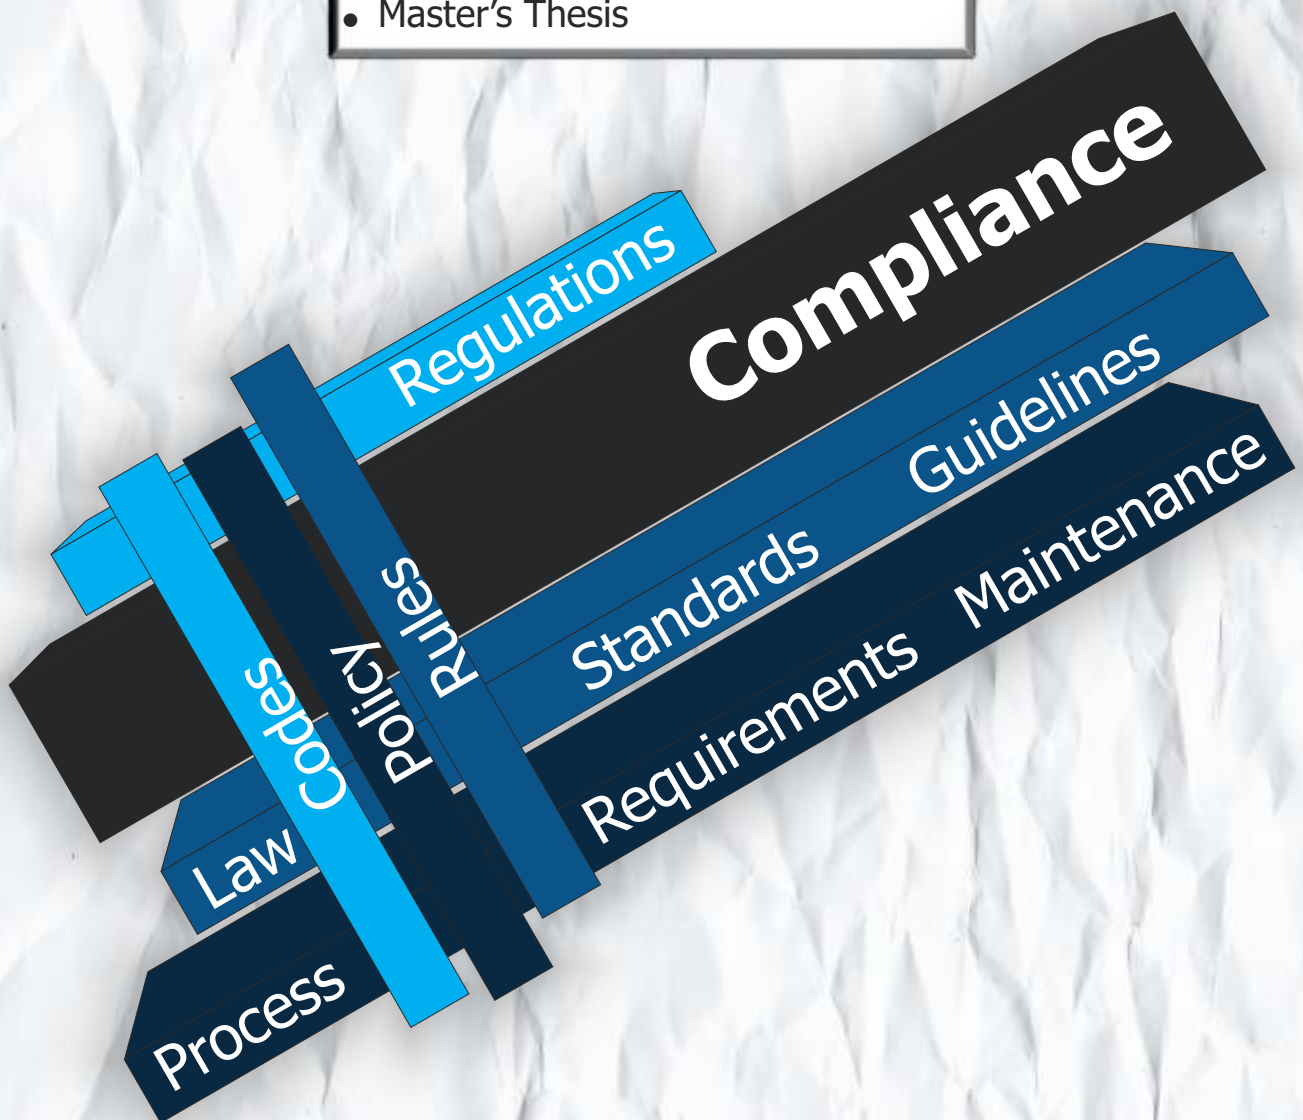 • Master’s Thesis
Compliance
Regulations
Guidelines
Standards
Maintenance
Requirements
Rules
Policy
Codes
Law
Process